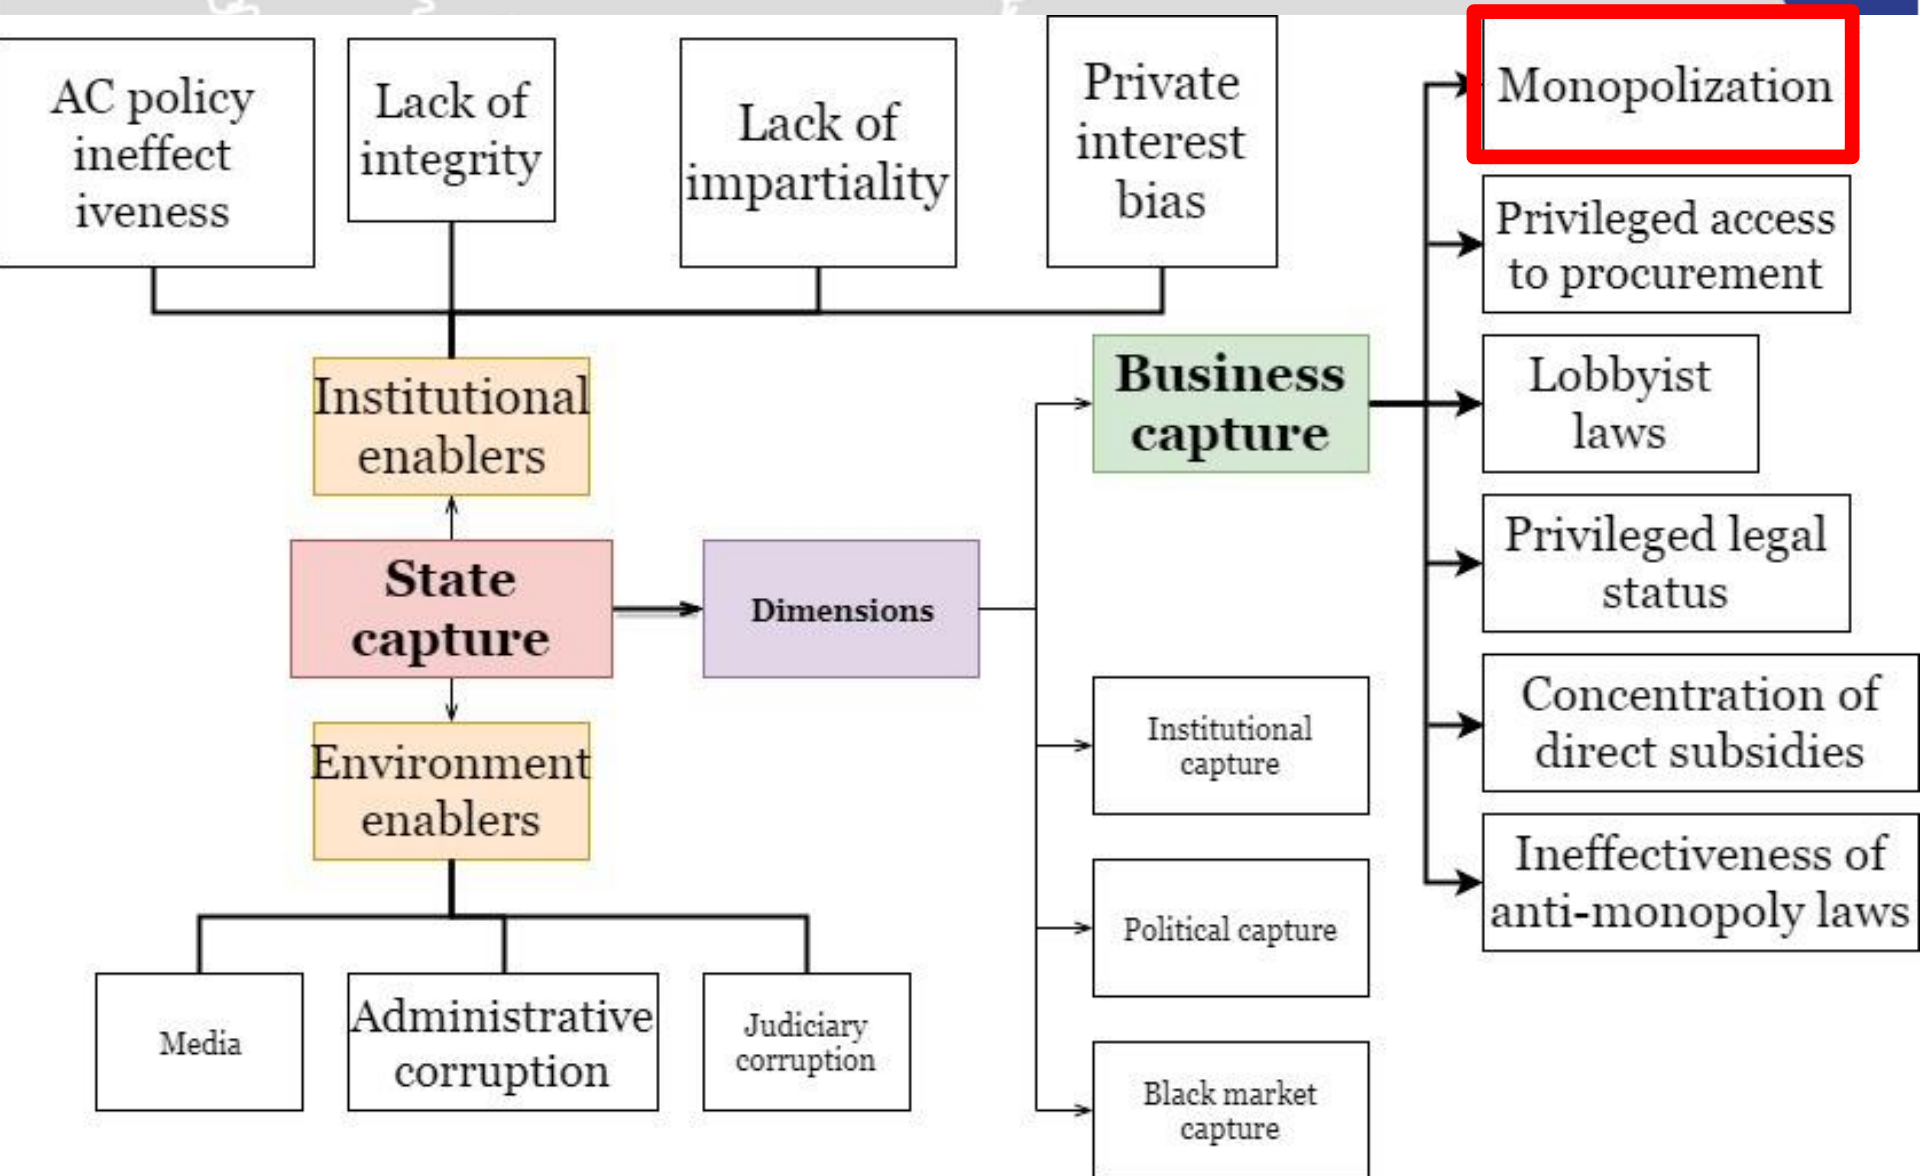 AC policy
ineffect
iveness
Lack of
integrity
Lack of
impartiality
Private
interest
bias
Monopolization
Privileged access
to procurement
Institutional
enablers
Business
capture
Lobbyist
laws
State
capture
Dimensions
Privileged legal
status
Environment
enablers
Institutional
capture
Concentration of
direct subsidies
Political capture
Ineffectiveness of
anti-monopoly laws
Media
Administrative
corruption
Judiciary
corruption
Black market
capture